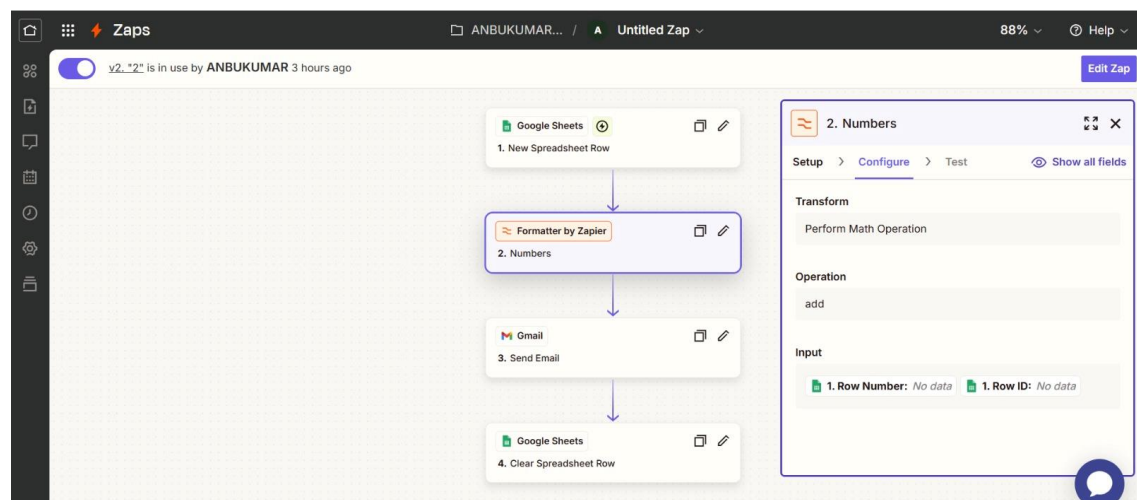 Zaps
ANBUKUMAR... / A Untitled Zap
88%
Help
v2. "2" is in use by ANBUKUMAR 3 hours ago
Edit Zap
Google Sheets
1. New Spreadsheet Row
Formatter by Zapier
2. Numbers
Gmail
3. Send Email
Google Sheets
4. Clear Spreadsheet Row
2. Numbers
Setup > Configure > Test
Show all fields
Transform
Perform Math Operation
Operation
add
Input
1. Row Number: No data 1. Row ID: No data